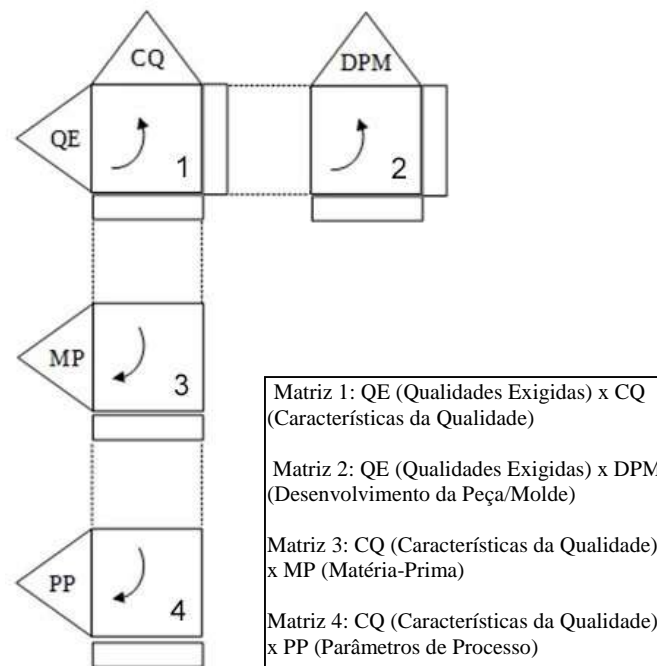 CQ
DPM
QE
1
2
MP
3
PP
4
Matriz 1: QE (Qualidades Exigidas) x CQ
(Características da Qualidade)
Matriz 2: QE (Qualidades Exigidas) x DPM
(Desenvolvimento da Peça/Molde)
Matriz 3: CQ (Características da Qualidade)
x MP (Matéria-Prima)
Matriz 4: CQ (Características da Qualidade)
x PP (Parâmetros de Processo)